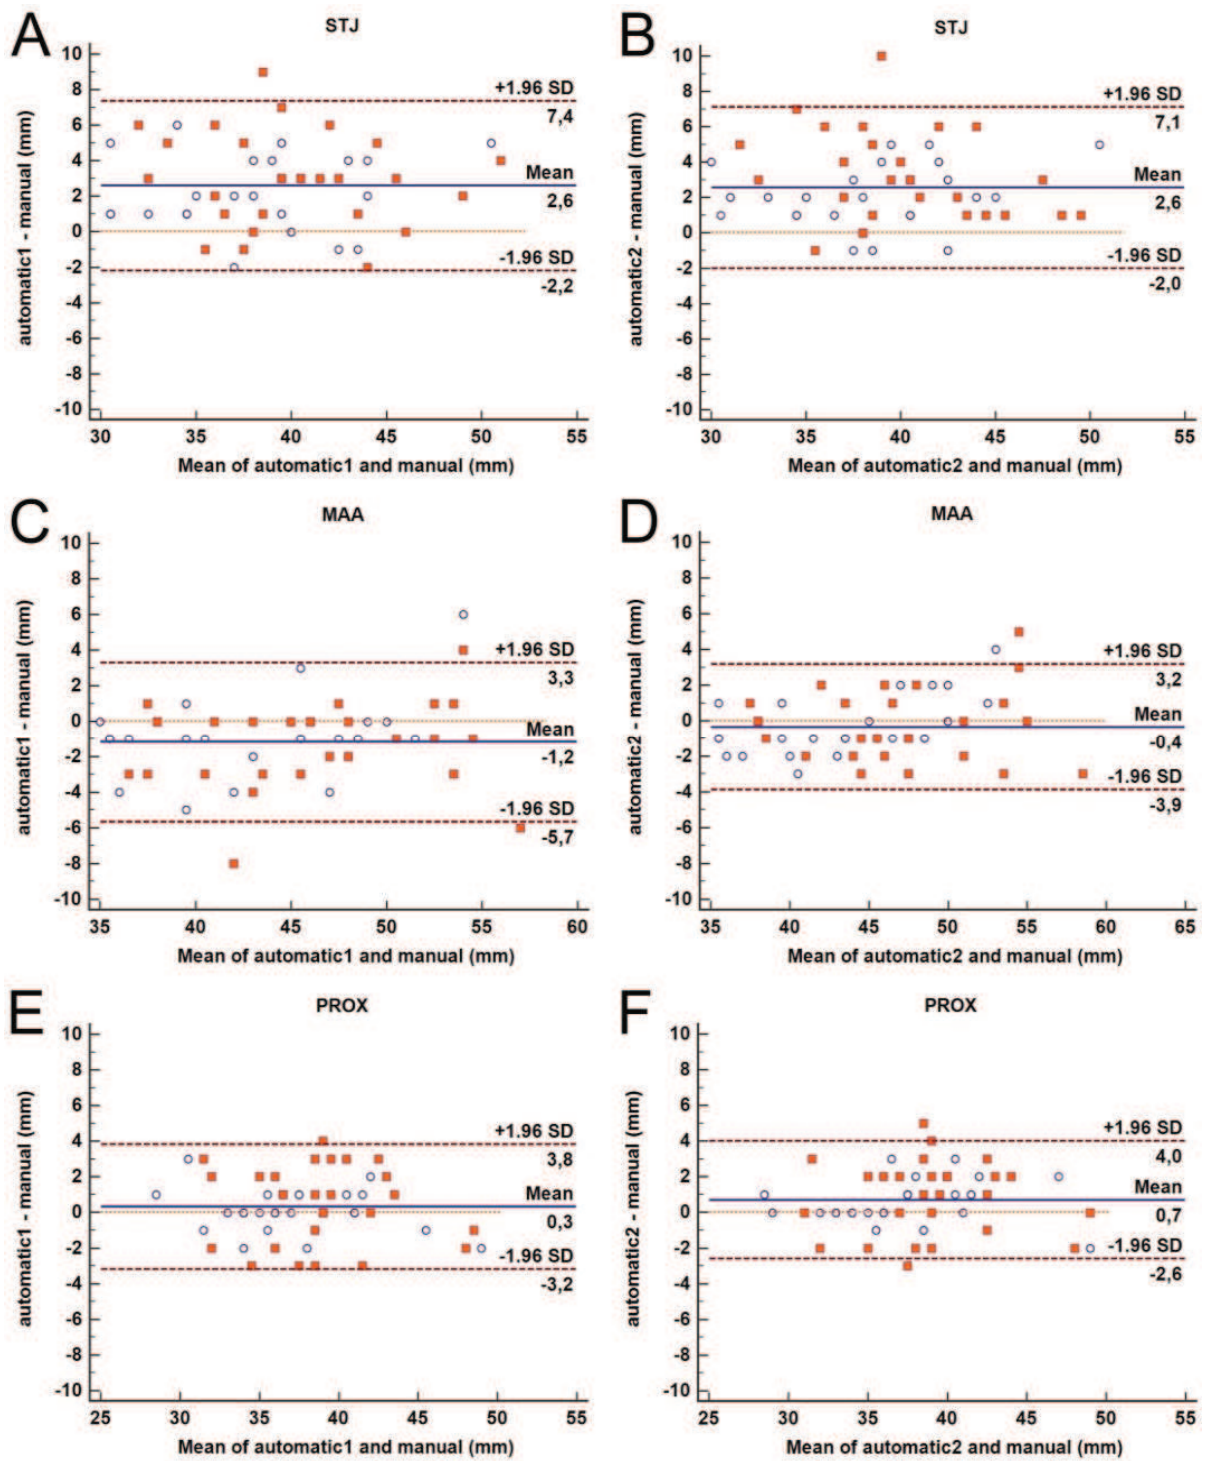 A
STJ
10
8
6
4
2
0
-2
-4
-6
-8
-10
automatic1 - manual (mm)
+1.96 SD
7,4
Mean
2,6
-1.96 SD
-2,2
30 35 40 45 50 55
Mean of automatic1 and manual (mm)
B
STJ
10
8
6
4
2
0
-2
-4
-6
-8
-10
automatic2 - manual (mm)
+1.96 SD
7,1
Mean
2,6
-1.96 SD
-2,0
30 35 40 45 50 55
Mean of automatic2 and manual (mm)
C
MAA
10
8
6
4
2
0
-2
-4
-6
-8
-10
automatic1 - manual (mm)
+1.96 SD
3,3
Mean
-1,2
-1.96 SD
-5,7
35 40 45 50 55 60
Mean of automatic1 and manual (mm)
D
MAA
10
8
6
4
2
0
-2
-4
-6
-8
-10
automatic2 - manual (mm)
+1.96 SD
3,2
Mean
-0,4
-1.96 SD
-3,9
35 40 45 50 55 60 65
Mean of automatic2 and manual (mm)
E
PROX
10
8
6
4
2
0
-2
-4
-6
-8
-10
automatic1 - manual (mm)
+1.96 SD
3,8
Mean
0,3
-1.96 SD
-3,2
25 30 35 40 45 50 55
Mean of automatic1 and manual (mm)
F
PROX
10
8
6
4
2
0
-2
-4
-6
-8
-10
automatic2 - manual (mm)
+1.96 SD
4,0
Mean
0,7
-1.96 SD
-2,6
25 30 35 40 45 50 55
Mean of automatic2 and manual (mm)